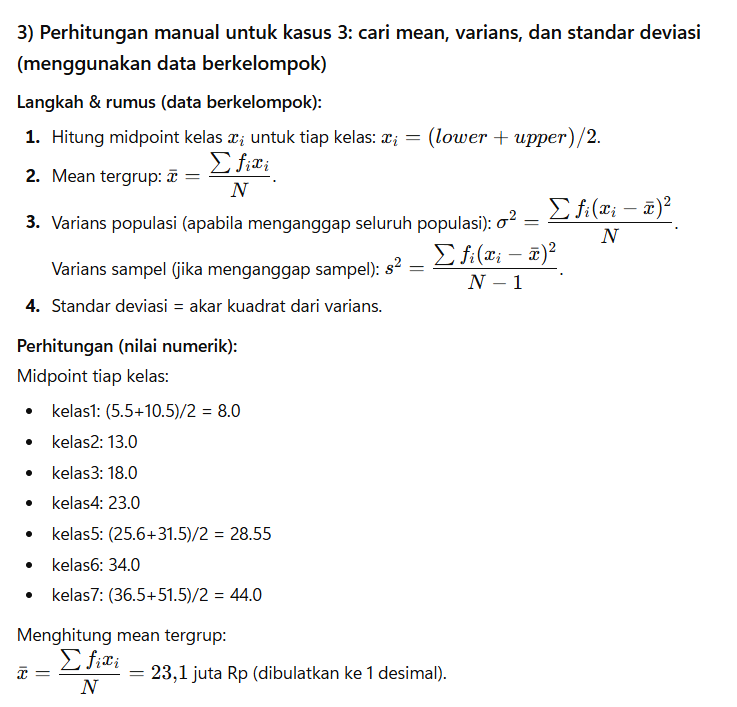 3) Perhitungan manual untuk kasus 3: cari mean, varians, dan standar deviasi
(menggunakan data berkelompok)
Langkah & rumus (data berkelompok):
1. Hitung midpoint kelas $x_i$ untuk tiap kelas: $x_i = (lower + upper)/2$.
2. Mean tergrup: $\bar{x} = \frac{\sum f_i x_i}{N}$.
3. Varians populasi (apabila menganggap seluruh populasi): $\sigma^2 = \frac{\sum f_i (x_i - \bar{x})^2}{N}$.
Varians sampel (jika menganggap sampel): $s^2 = \frac{\sum f_i (x_i - \bar{x})^2}{N - 1}$.
4. Standar deviasi = akar kuadrat dari varians.
Perhitungan (nilai numerik):
Midpoint tiap kelas:
• kelas1: (5.5+10.5)/2 = 8.0
• kelas2: 13.0
• kelas3: 18.0
• kelas4: 23.0
• kelas5: (25.6+31.5)/2 = 28.55
• kelas6: 34.0
• kelas7: (36.5+51.5)/2 = 44.0
Menghitung mean tergrup:
$\bar{x} = \frac{\sum f_i x_i}{N} = 23,1$ juta Rp (dibulatkan ke 1 desimal).